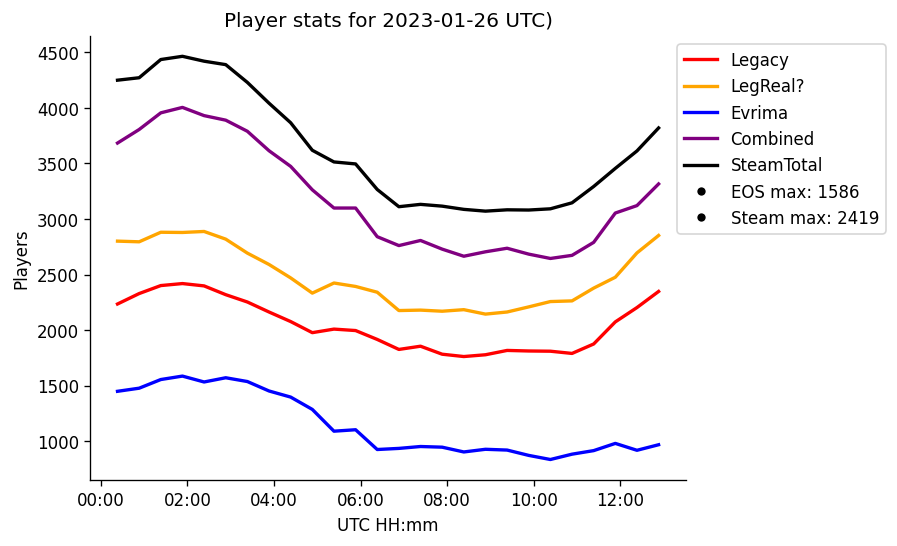 Player stats for 2023-01-26 UTC)
4500
4000
3500
3000
2500
2000
1500
1000
Players
00:00 02:00 04:00 06:00 08:00 10:00 12:00
UTC HH:mm
Legacy
LegReal?
Evrima
Combined
SteamTotal
EOS max: 1586
Steam max: 2419